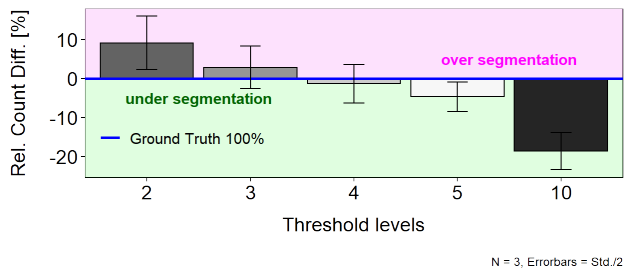 Rel. Count Diff. [%]
10
0
-10
-20
over segmentation
under segmentation
Ground Truth 100%
2 3 4 5 10
Threshold levels
N = 3, Errorbars = Std./2